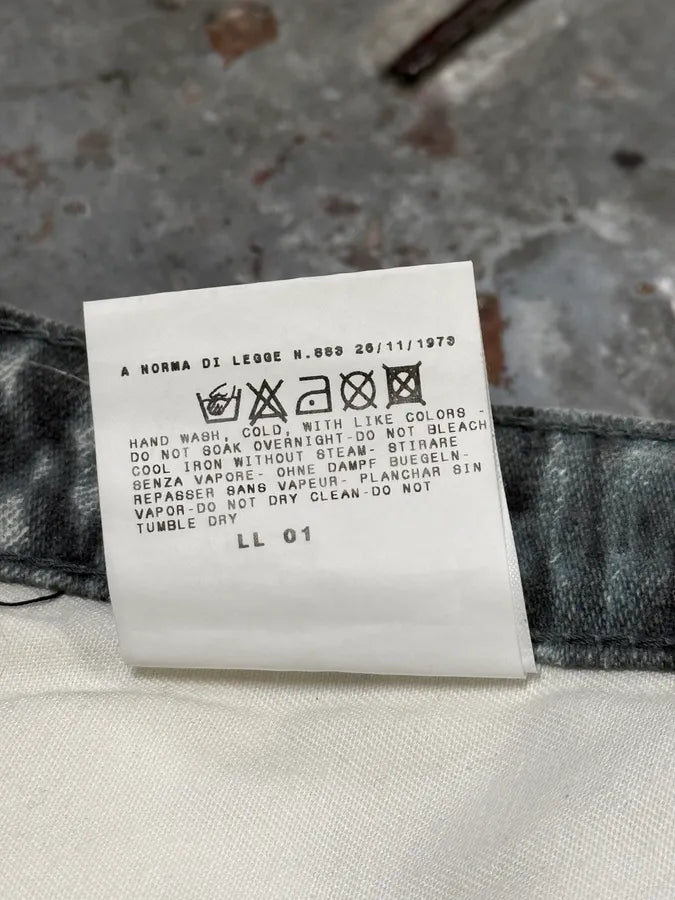 A NORMA DI LEGGE N.883 26/11/1973
HAND WASH, COLD, WITH LIKE COLORS -
DO NOT SOAK OVERNIGHT-DO NOT BLEACH
COOL IRON WITHOUT STEAM- STIRARE
SENZA VAPORE- OHNE DAMPF BUEGELN-
REPASSER SANS VAPEUR- PLANCHAR SIN
VAPOR-DO NOT DRY CLEAN-DO NOT
TUMBLE DRY
LL 01